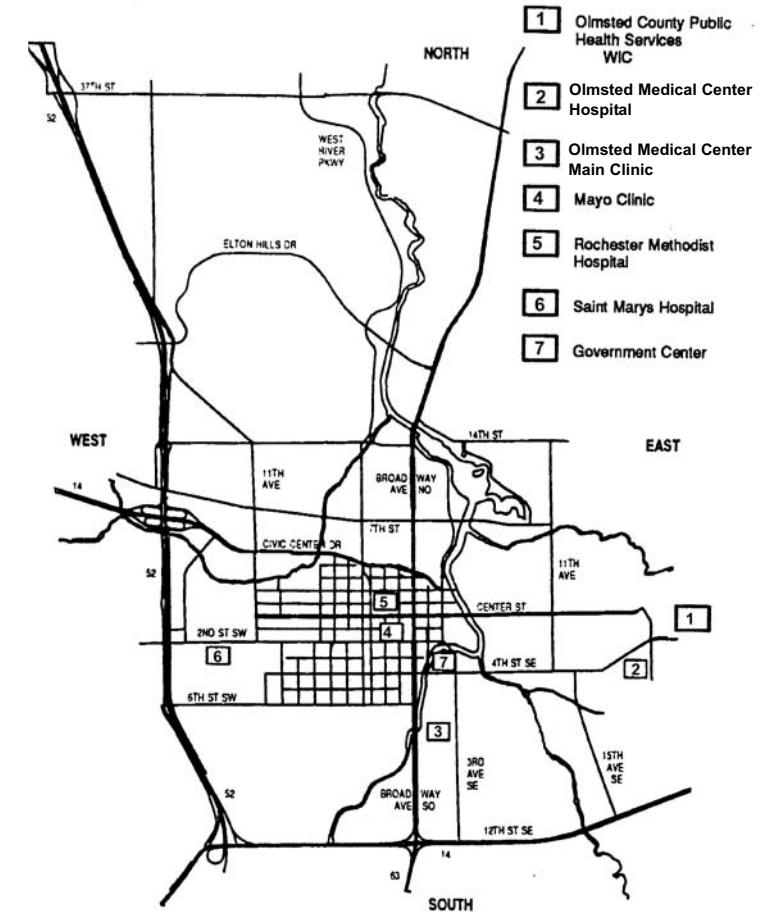 1
Olmsted County Public
Health Services
WIC
NORTH
2
Olmsted Medical Center
Hospital
37TH ST
52
WEST
RIVER
PKWY
3
Olmsted Medical Center
Main Clinic
4
Mayo Clinic
ELTON HILLS DR
5
Rochester Methodist
Hospital
6
Saint Marys Hospital
7
Government Center
WEST
14TH ST
EAST
14
11TH
AVE
BROAD WAY
AVE NO
7TH ST
CIVIC CENTER DR
52
11TH
AVE
5
CENTER ST
1
2ND ST SW
4
6
7
4TH ST SE
2
6TH ST SW
3
3RD
AVE
SE
15TH
AVE
SE
52
BROAD WAY
AVE SO
12TH ST SE
14
63
SOUTH